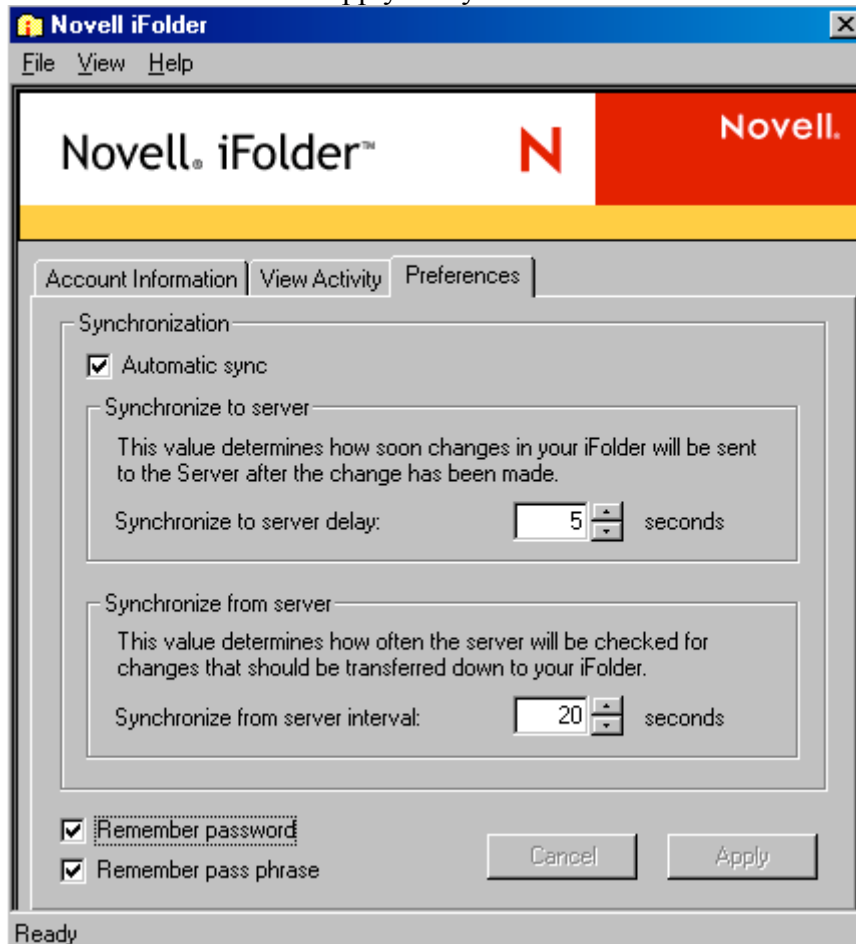 Novell iFolder
File View Help
Novell® iFolder™
N
Novell®
Account Information
View Activity
Preferences
Synchronization
Automatic sync
Synchronize to server
This value determines how soon changes in your iFolder will be sent
to the Server after the change has been made.
Synchronize to server delay: 5 seconds
Synchronize from server
This value determines how often the server will be checked for
changes that should be transferred down to your iFolder.
Synchronize from server interval: 20 seconds
Remember password
Remember pass phrase
Cancel
Apply
Ready